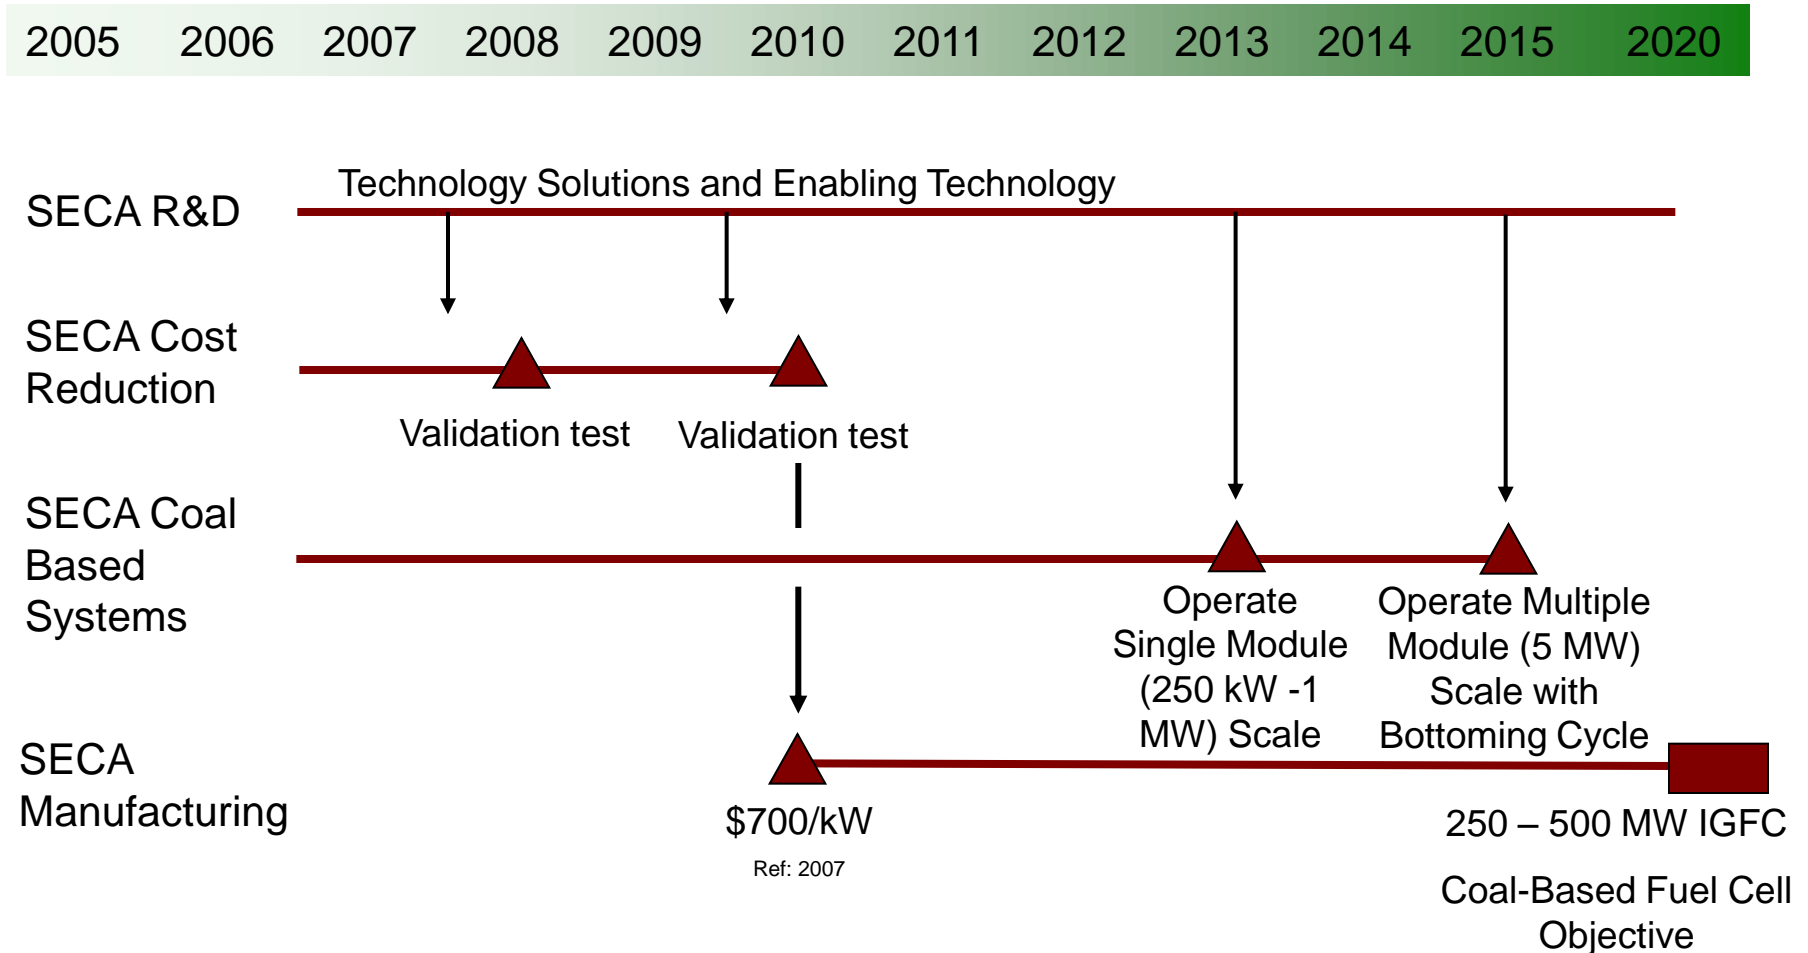 2005 2006 2007 2008 2009 2010 2011 2012 2013 2014 2015 2020
Technology Solutions and Enabling Technology
SECA R&D
SECA Cost
Reduction
Validation test
Validation test
SECA Coal
Based
Systems
Operate
Single Module
(250 kW -1
MW) Scale
Operate Multiple
Module (5 MW)
Scale with
Bottoming Cycle
SECA
Manufacturing
$700/kW
Ref: 2007
250 – 500 MW IGFC
Coal-Based Fuel Cell
Objective